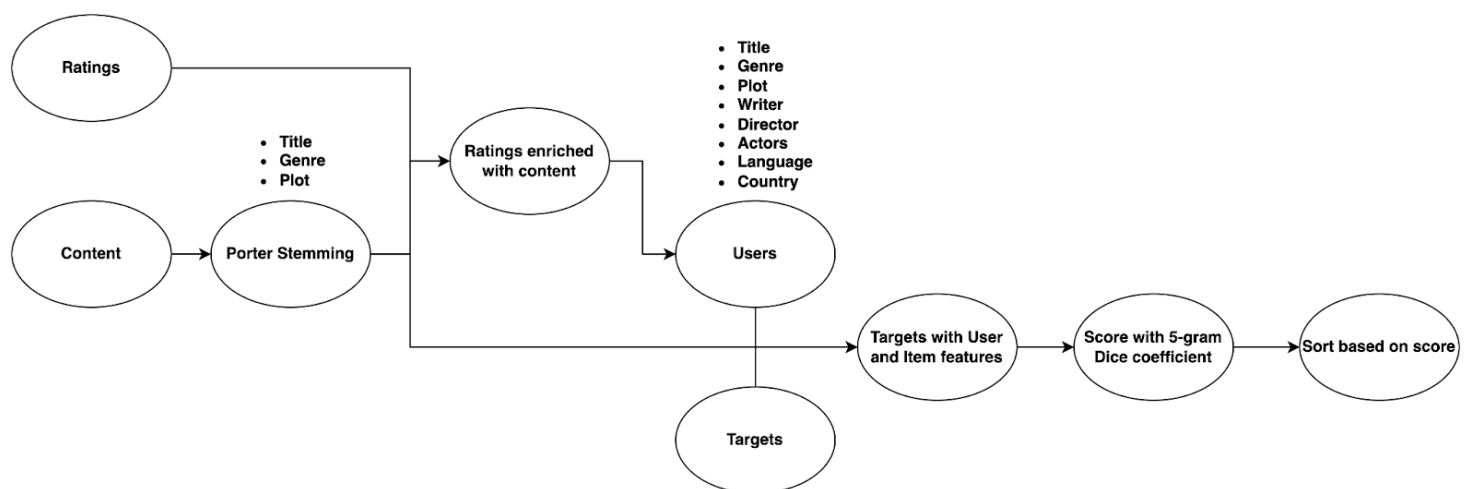 Ratings
• Title
• Genre
• Plot
Content
Porter Stemming
Ratings enriched
with content
• Title
• Genre
• Plot
• Writer
• Director
• Actors
• Language
• Country
Users
Targets
Targets with User
and Item features
Score with 5-gram
Dice coefficient
Sort based on score